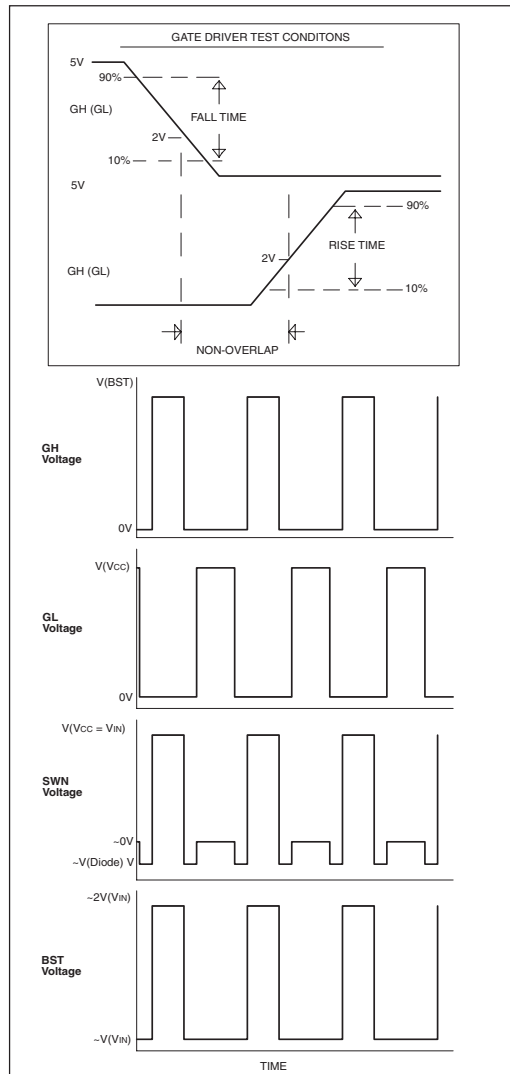 GATE DRIVER TEST CONDITONS
5V
90%
GH (GL)
FALL TIME
2V
10%
5V
90%
2V
RISE TIME
GH (GL)
10%
NON-OVERLAP
V(BST)
GH
Voltage
0V
V(VCC)
GL
Voltage
0V
V(VCC = VIN)
SWN
Voltage
~0V
~V(Diode) V
~2V(VIN)
BST
Voltage
~V(VIN)
TIME